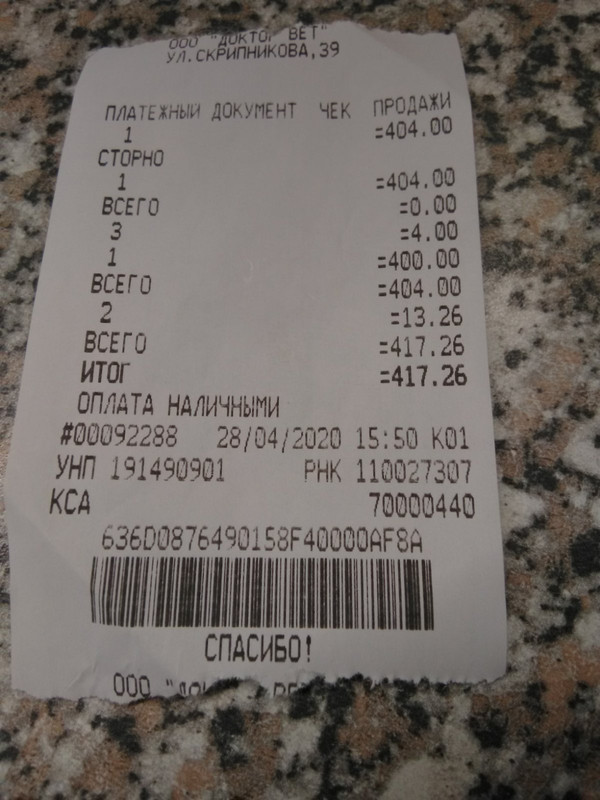 ООО "ДОКТОР ВЕТ"
УЛ.СКРИПНИКОВА,39
ПЛАТЕЖНЫЙ ДОКУМЕНТ ЧЕК ПРОДАЖИ
1 =404.00
СТОРНО
1 =404.00
ВСЕГО =0.00
3 =4.00
1 =400.00
ВСЕГО =404.00
2 =13.26
ВСЕГО =417.26
ИТОГ =417.26
ОПЛАТА НАЛИЧНЫМИ
#00092288 28/04/2020 15:50 К01
УНП 191490901 РНК 110027307
КСА 70000440
636D0876490158F40000AF8A
СПАСИБО!
ООО